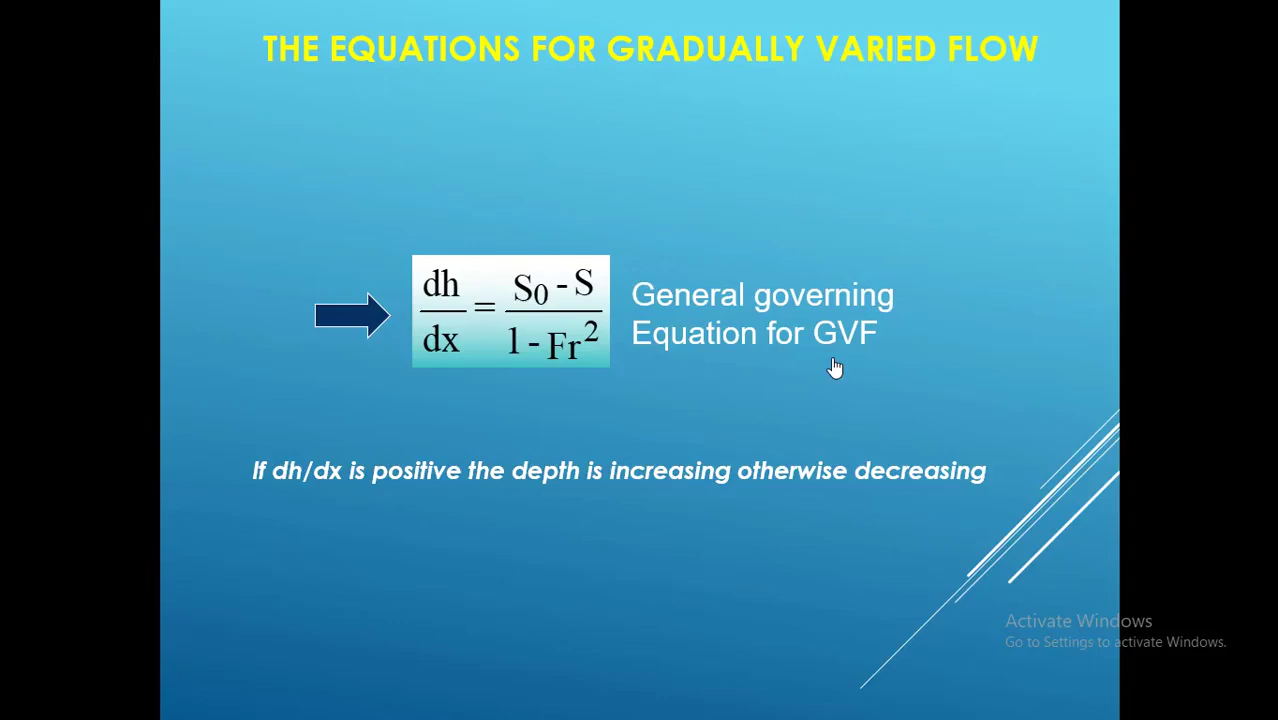 THE EQUATIONS FOR GRADUALLY VARIED FLOW
dh/dx = (S₀ - S)/(1 - Fr²)
General governing
Equation for GVF
If dh/dx is positive the depth is increasing otherwise decreasing
Activate Windows
Go to Settings to activate Windows.